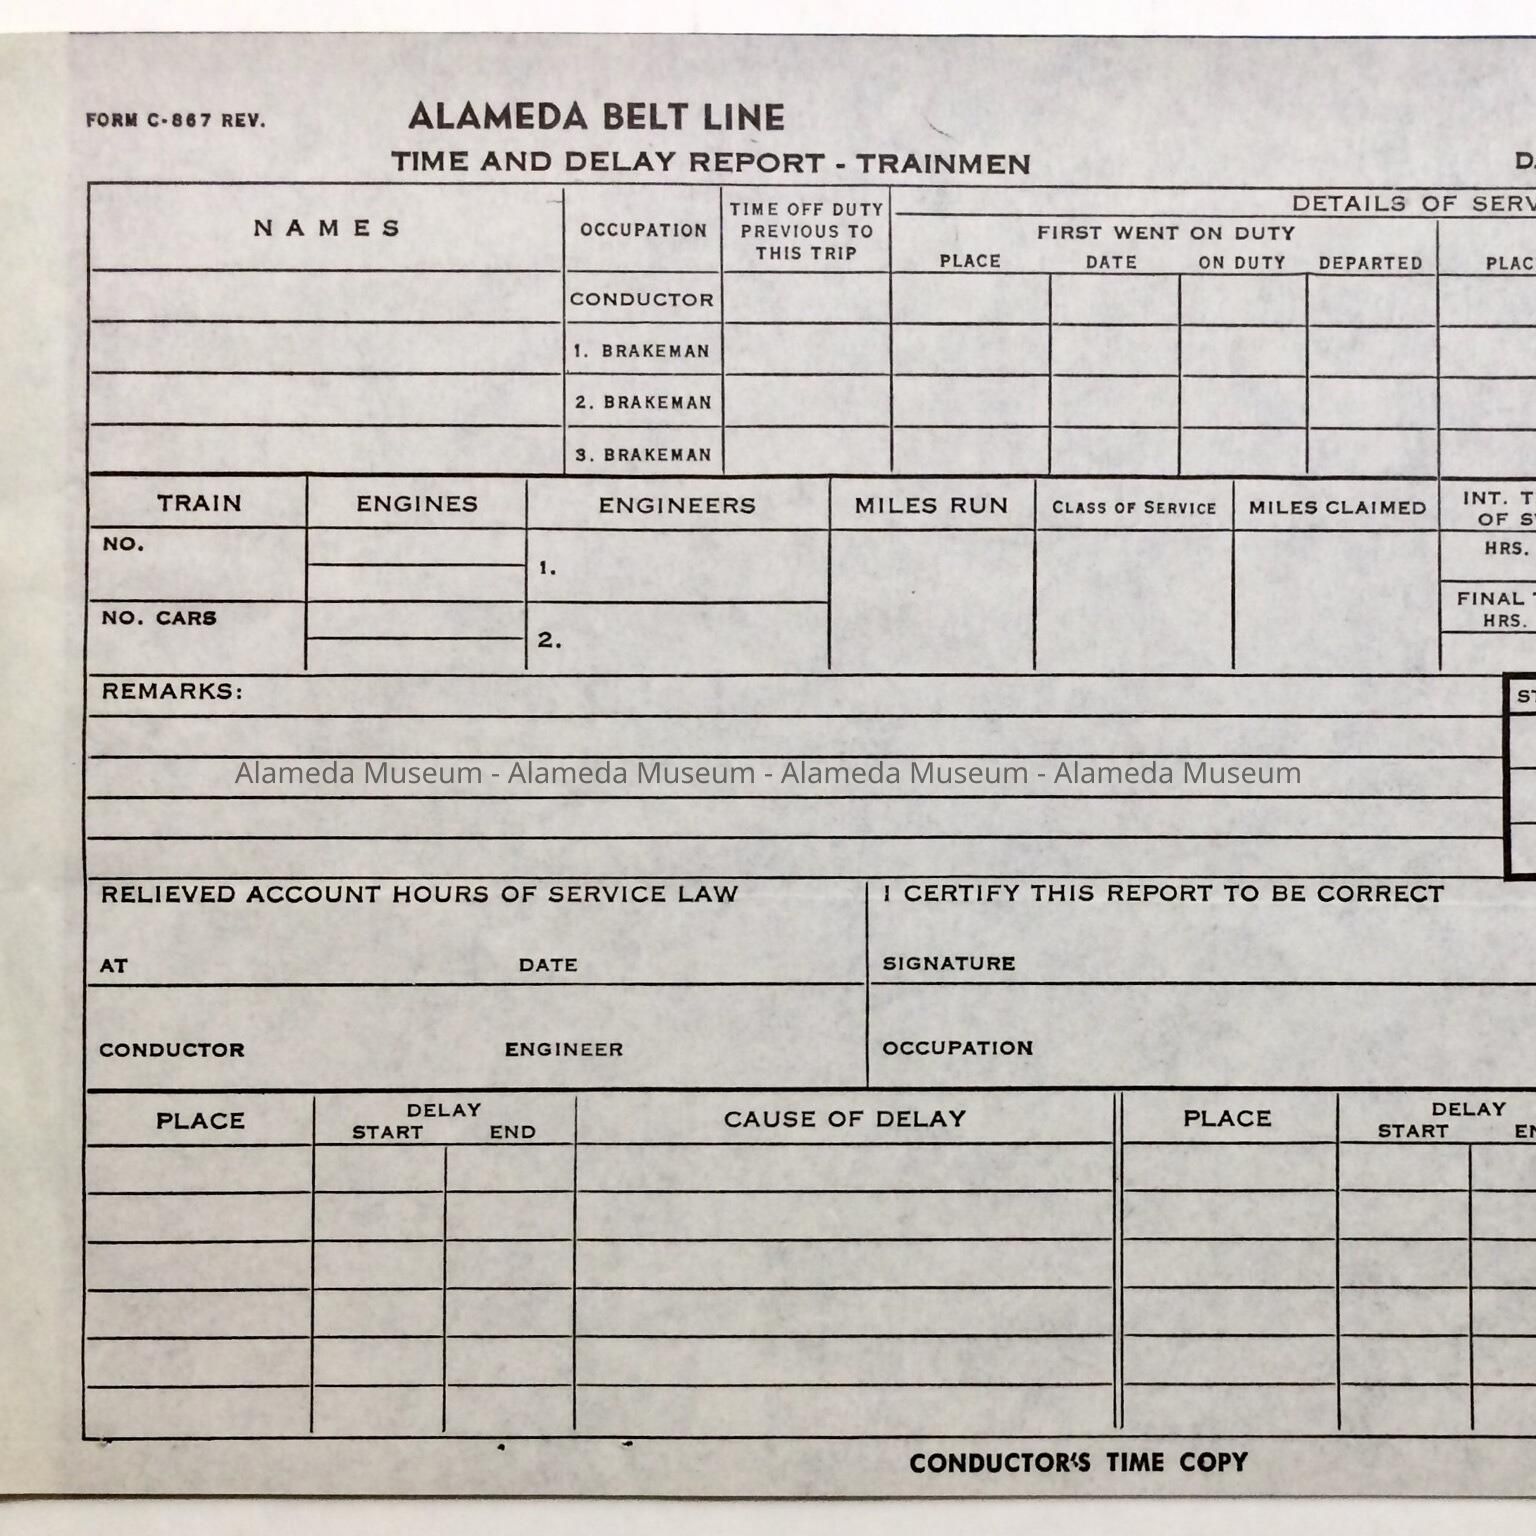 FORM C-867 REV.
ALAMEDA BELT LINE
TIME AND DELAY REPORT - TRAINMEN
NAMES
OCCUPATION
TIME OFF DUTY
PREVIOUS TO
THIS TRIP
DETAILS OF
FIRST WENT ON DUTY
PLACE DATE ON DUTY DEPARTED
CONDUCTOR
1. BRAKEMAN
2. BRAKEMAN
3. BRAKEMAN
TRAIN ENGINES ENGINEERS MILES RUN CLASS OF SERVICE MILES CLAIMED INT.
OF
NO.
1.
HRS.
NO. CARS
2.
FINAL
HRS.
REMARKS:
Alameda Museum - Alameda Museum - Alameda Museum - Alameda Museum
RELIEVED ACCOUNT HOURS OF SERVICE LAW
AT DATE
CONDUCTOR ENGINEER
I CERTIFY THIS REPORT TO BE CORRECT
SIGNATURE
OCCUPATION
PLACE
DELAY
START END
CAUSE OF DELAY
PLACE
DELAY
START
CONDUCTOR'S TIME COPY